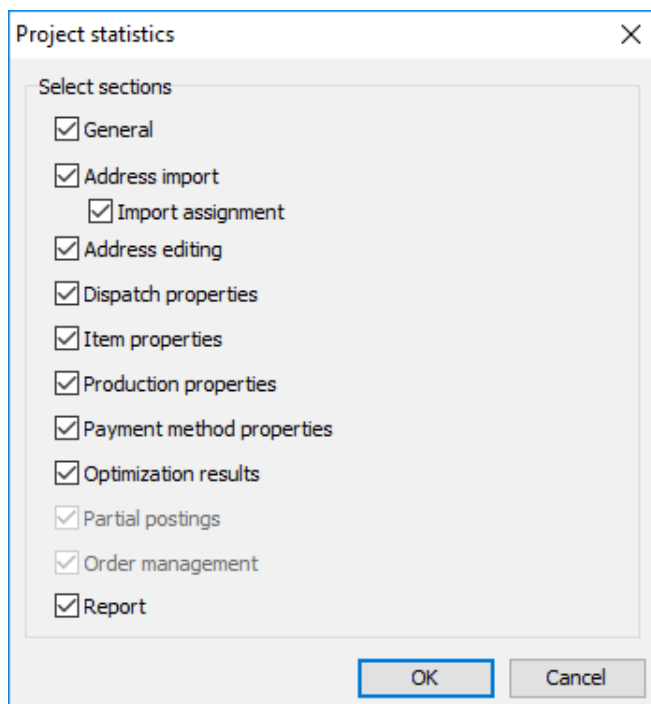 Project statistics
Select sections
General
Address import
Import assignment
Address editing
Dispatch properties
Item properties
Production properties
Payment method properties
Optimization results
Partial postings
Order management
Report
OK Cancel